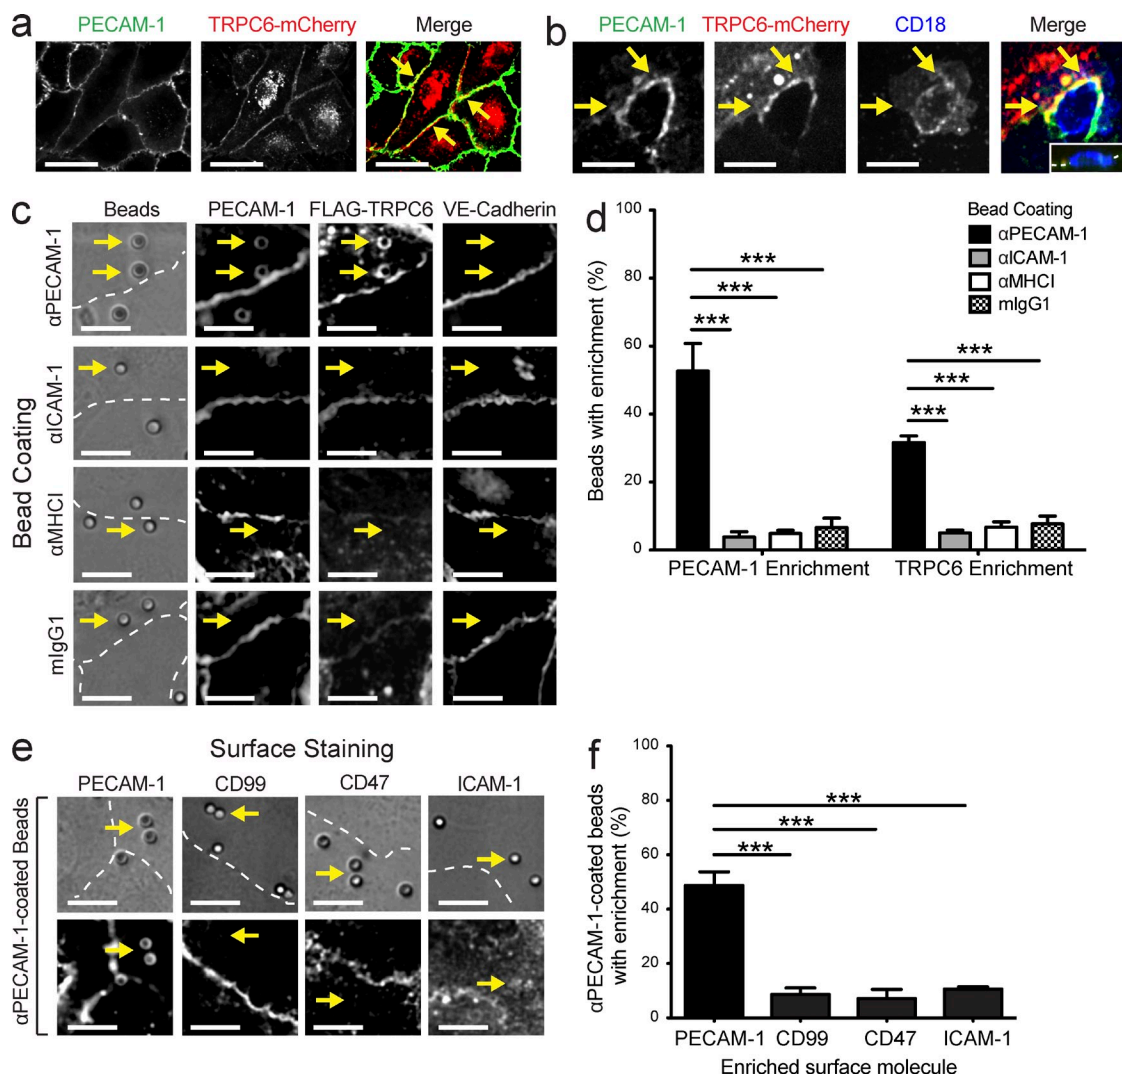 a
PECAM-1 TRPC6-mCherry Merge
b
PECAM-1 TRPC6-mCherry CD18 Merge
c
Beads PECAM-1 FLAG-TRPC6 VE-Cadherin
Bead Coating
αPECAM-1
αICAM-1
αMHCI
mIgG1
d
Beads with enrichment (%)
100
80
60
40
20
0
Bead Coating
αPECAM-1
αICAM-1
αMHCI
mIgG1
***
***
***
***
***
***
PECAM-1 Enrichment TRPC6 Enrichment
e
Surface Staining
PECAM-1 CD99 CD47 ICAM-1
αPECAM-1-coated Beads
f
αPECAM-1-coated beads
with enrichment (%)
100
80
60
40
20
0
***
***
***
PECAM-1 CD99 CD47 ICAM-1
Enriched surface molecule